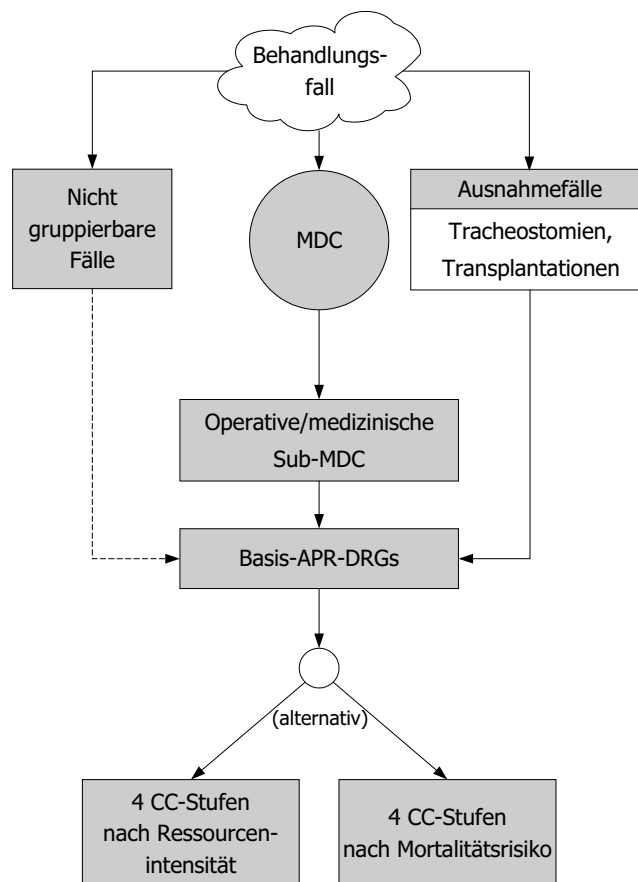 Behandlungs-
fall
Nicht
gruppierbare
Fälle
MDC
Ausnahmefälle
Tracheostomien,
Transplantationen
Operative/medizinische
Sub-MDC
Basis-APR-DRGs
(alternativ)
4 CC-Stufen
nach Ressourcen-
intensität
4 CC-Stufen
nach Mortalitätsrisiko